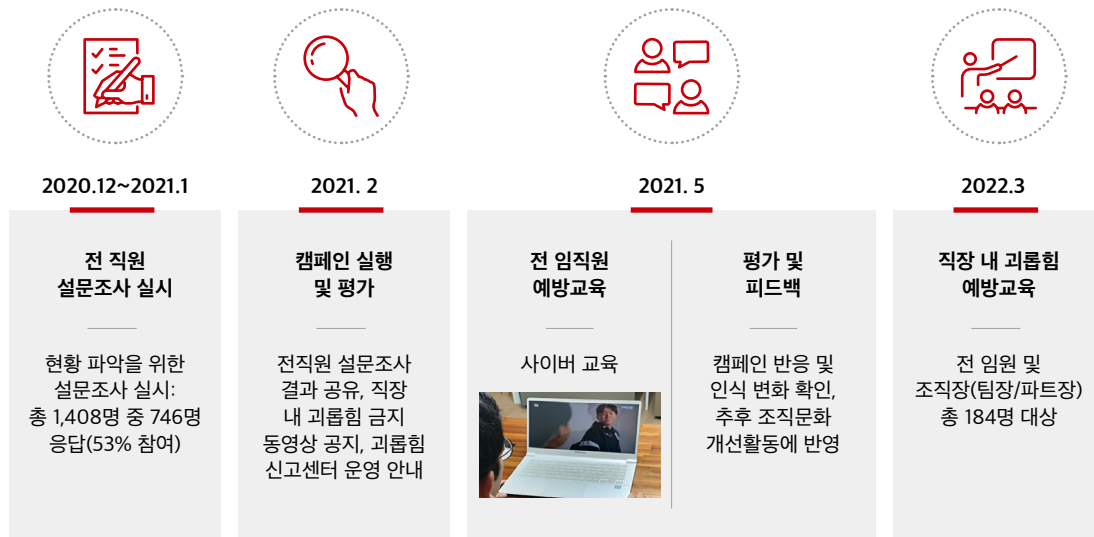 2020.12~2021.1
전 직원
설문조사 실시
현황 파악을 위한
설문조사 실시:
총 1,408명 중 746명
응답(53% 참여)
2021. 2
캠페인 실행
및 평가
전직원 설문조사
결과 공유, 직장
내 괴롭힘 금지
동영상 공지, 괴롭힘
신고센터 운영 안내
2021. 5
전 임직원
예방교육
사이버 교육
평가 및
피드백
캠페인 반응 및
인식 변화 확인,
추후 조직문화
개선활동에 반영
2022.3
직장 내 괴롭힘
예방교육
전 임원 및
조직장(팀장/파트장)
총 184명 대상